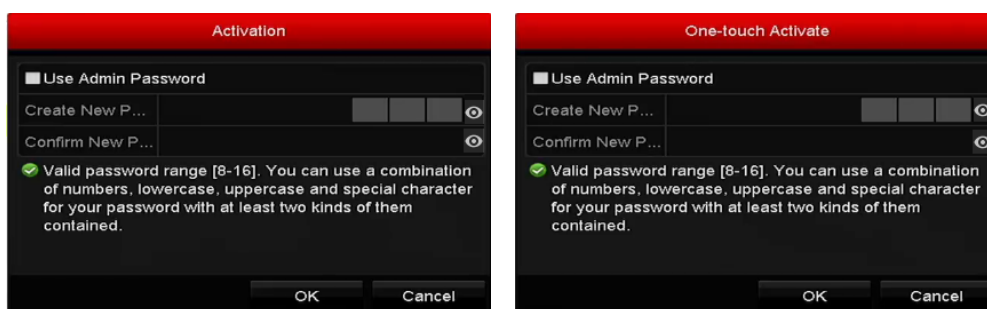 Activation
Use Admin Password
Create New P...
Confirm New P...
Valid password range [8-16]. You can use a combination
of numbers, lowercase, uppercase and special character
for your password with at least two kinds of them
contained.
OK Cancel
One-touch Activate
Use Admin Password
Create New P...
Confirm New P...
Valid password range [8-16]. You can use a combination
of numbers, lowercase, uppercase and special character
for your password with at least two kinds of them
contained.
OK Cancel